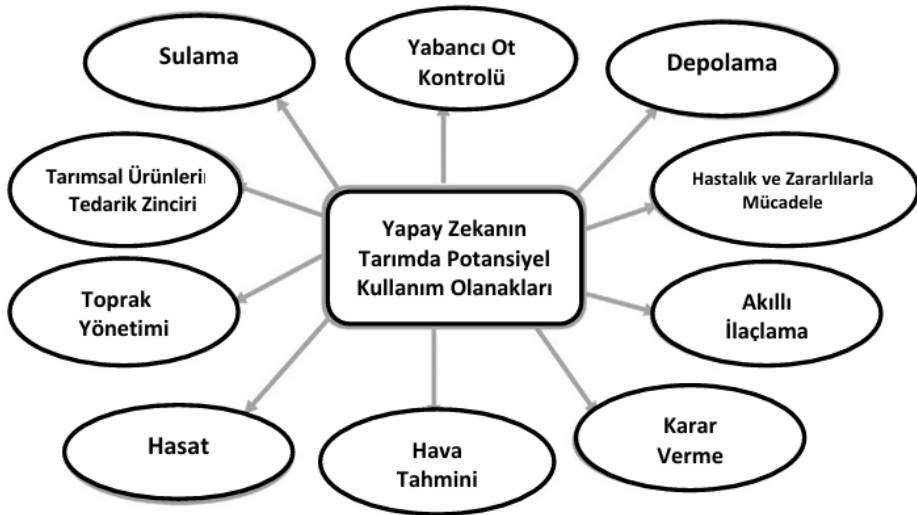 Sulama
Yabancı Ot
Kontrolü
Depolama
Tarımsal Ürünleri
Tedarik Zinciri
Hastalık ve Zararlılarla
Mücadele
Yapay Zekanın
Tarımda Potansiyel
Kullanım Olanakları
Toprak
Yönetimi
Akıllı
İlaçlama
Hasat
Hava
Tahmini
Karar
Verme